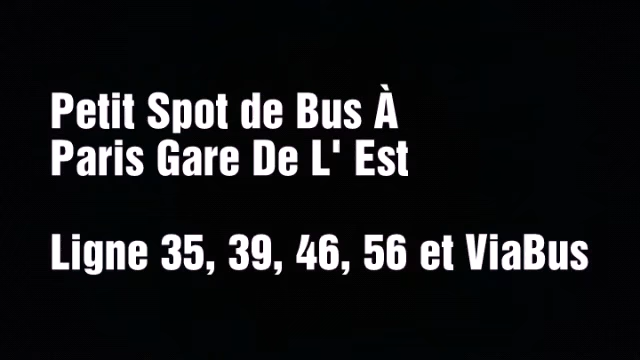 Petit Spot de Bus À
Paris Gare De L' Est
Ligne 35, 39, 46, 56 et ViaBus